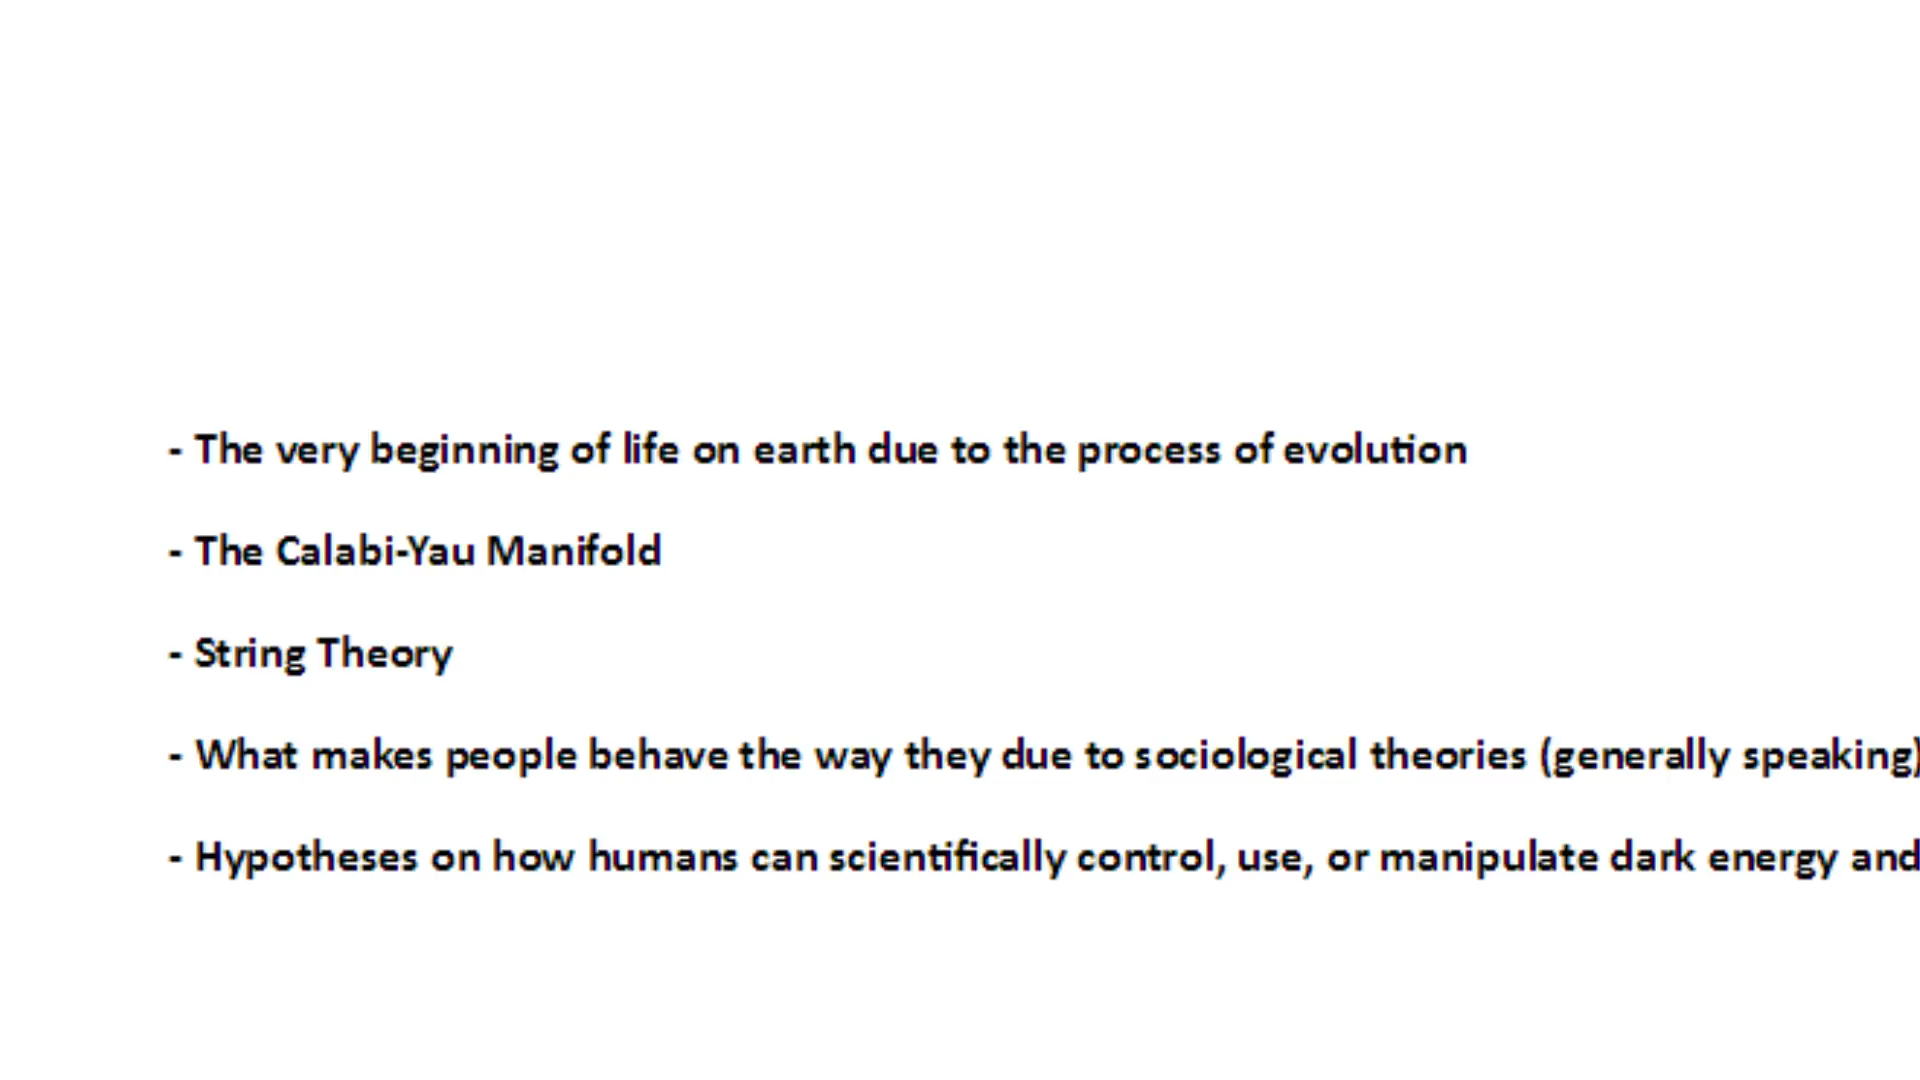 - The very beginning of life on earth due to the process of evolution
- The Calabi-Yau Manifold
- String Theory
- What makes people behave the way they due to sociological theories (generally speaking)
- Hypotheses on how humans can scientifically control, use, or manipulate dark energy and